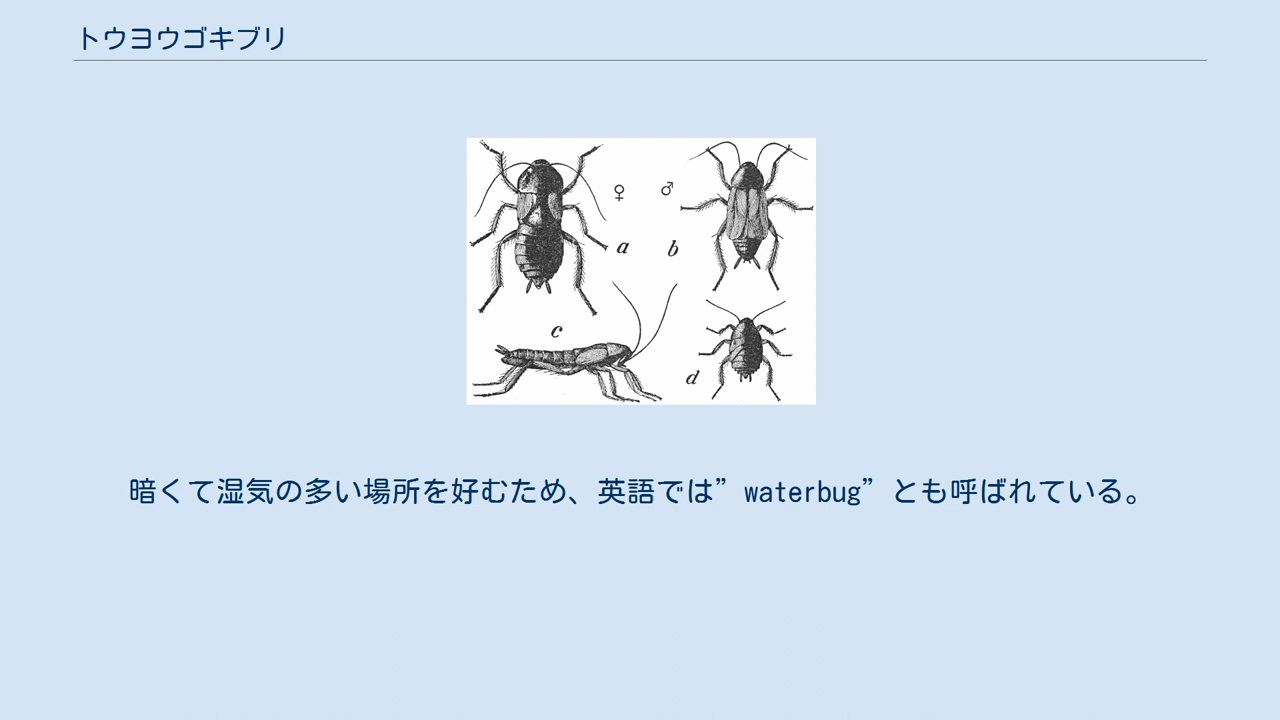 トウヨウゴキブリ
♀ ♂
a b
c
d
暗くて湿気の多い場所を好むため、英語では”waterbug”とも呼ばれている。